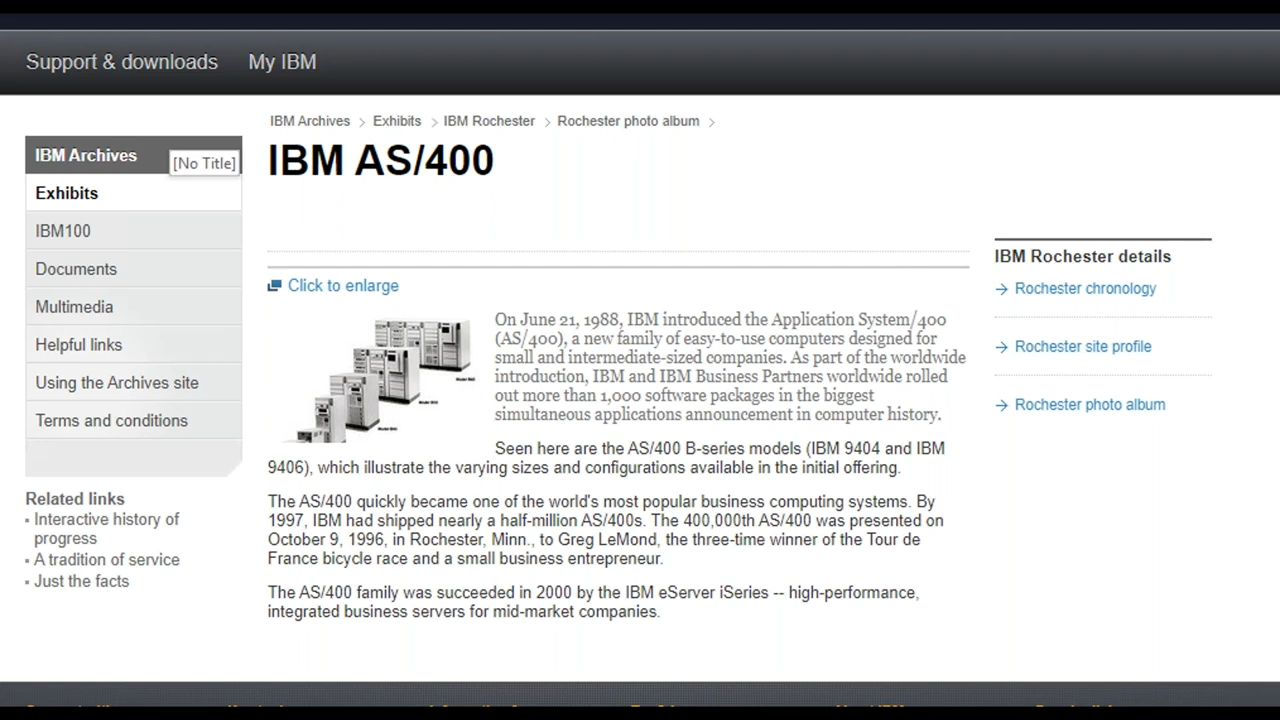 Support & downloads My IBM
IBM Archives > Exhibits > IBM Rochester > Rochester photo album >
IBM AS/400
IBM Archives
[No Title]
Exhibits
IBM100
Documents
Multimedia
Helpful links
Using the Archives site
Terms and conditions
Related links
Interactive history of
progress
A tradition of service
Just the facts
Click to enlarge
On June 21, 1988, IBM introduced the Application System/400
(AS/400), a new family of easy-to-use computers designed for
small and intermediate-sized companies. As part of the worldwide
introduction, IBM and IBM Business Partners worldwide rolled
out more than 1,000 software packages in the biggest
simultaneous applications announcement in computer history.
Seen here are the AS/400 B-series models (IBM 9404 and IBM
9406), which illustrate the varying sizes and configurations available in the initial offering.
The AS/400 quickly became one of the world's most popular business computing systems. By
1997, IBM had shipped nearly a half-million AS/400s. The 400,000th AS/400 was presented on
October 9, 1996, in Rochester, Minn., to Greg LeMond, the three-time winner of the Tour de
France bicycle race and a small business entrepreneur.
The AS/400 family was succeeded in 2000 by the IBM eServer iSeries -- high-performance,
integrated business servers for mid-market companies.
IBM Rochester details
Rochester chronology
Rochester site profile
Rochester photo album